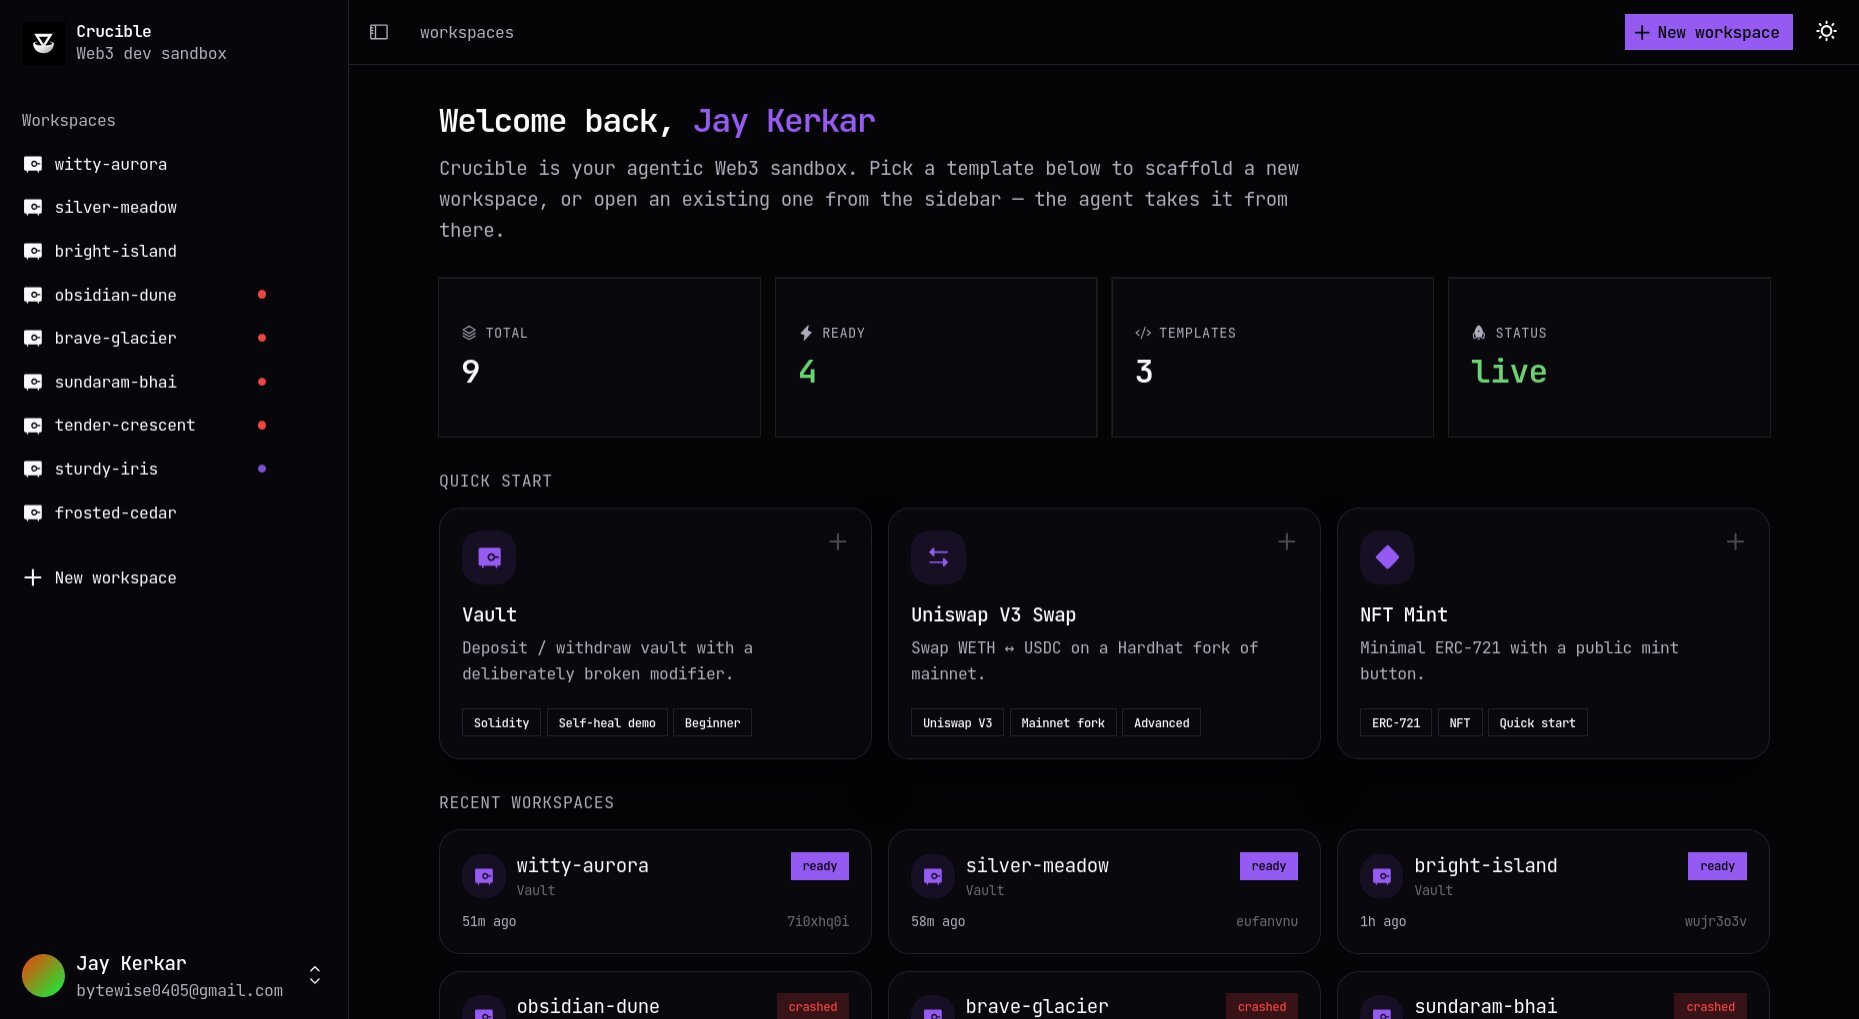 Crucible
Web3 dev sandbox
Workspaces
witty-aurora
silver-meadow
bright-island
obsidian-dune
brave-glacier
sundaram-bhai
tender-crescent
sturdy-iris
frosted-cedar
New workspace
Jay Kerkar
bytewise0405@gmail.com
workspaces
New workspace
Welcome back, Jay Kerkar
Crucible is your agentic Web3 sandbox. Pick a template below to scaffold a new
workspace, or open an existing one from the sidebar — the agent takes it from
there.
TOTAL
9
READY
4
TEMPLATES
3
STATUS
live
QUICK START
Vault
Deposit / withdraw vault with a
deliberately broken modifier.
Solidity Self-heal demo Beginner
Uniswap V3 Swap
Swap WETH ↔ USDC on a Hardhat fork of
mainnet.
Uniswap V3 Mainnet fork Advanced
NFT Mint
Minimal ERC-721 with a public mint
button.
ERC-721 NFT Quick start
RECENT WORKSPACES
witty-aurora ready
Vault
51m ago 7i0xhq0i
silver-meadow ready
Vault
58m ago eufanvnu
bright-island ready
Vault
1h ago wujr3o3v
obsidian-dune crashed
brave-glacier crashed
sundaram-bhai crashed